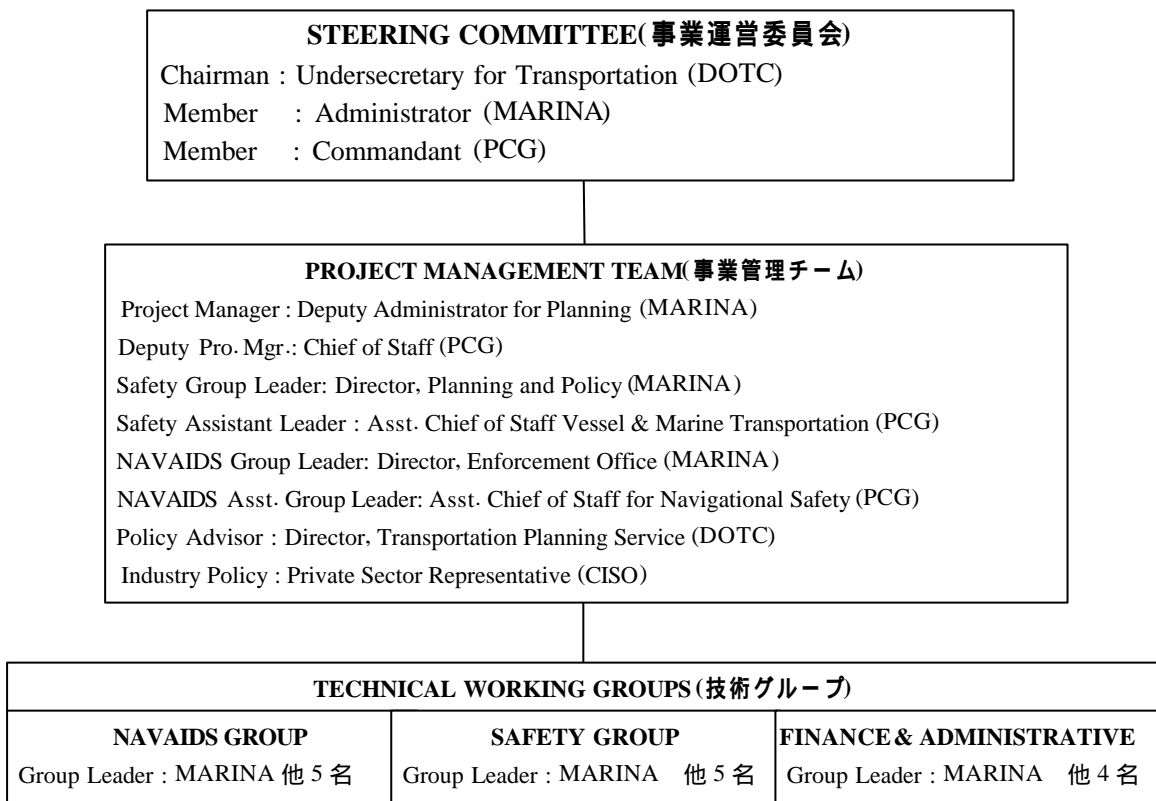 STEERING COMMITTEE(事業運営委員会)
Chairman : Undersecretary for Transportation (DOTC)
Member : Administrator (MARINA)
Member : Commandant (PCG)
PROJECT MANAGEMENT TEAM(事業管理チーム)
Project Manager : Deputy Administrator for Planning (MARINA)
Deputy Pro. Mgr.: Chief of Staff (PCG)
Safety Group Leader: Director, Planning and Policy (MARINA)
Safety Assistant Leader : Asst. Chief of Staff Vessel & Marine Transportation (PCG)
NAVAIDS Group Leader: Director, Enforcement Office (MARINA)
NAVAIDS Asst. Group Leader: Asst. Chief of Staff for Navigational Safety (PCG)
Policy Advisor : Director, Transportation Planning Service (DOTC)
Industry Policy : Private Sector Representative (CISO)
TECHNICAL WORKING GROUPS (技術グループ)
NAVAIDS GROUP
Group Leader : MARINA 他 5 名
SAFETY GROUP
Group Leader : MARINA 他 5 名
FINANCE & ADMINISTRATIVE
Group Leader : MARINA 他 4 名